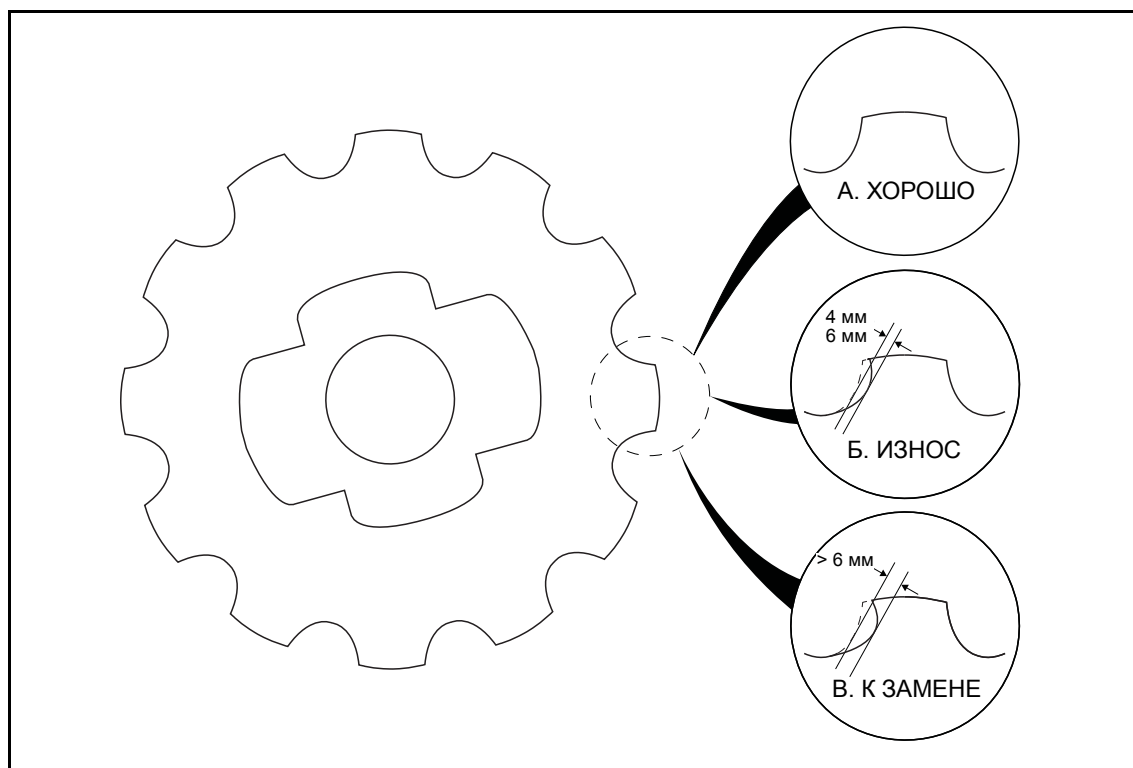 А. ХОРОШО
4 мм
6 мм
Б. ИЗНОС
> 6 мм
В. К ЗАМЕНЕ